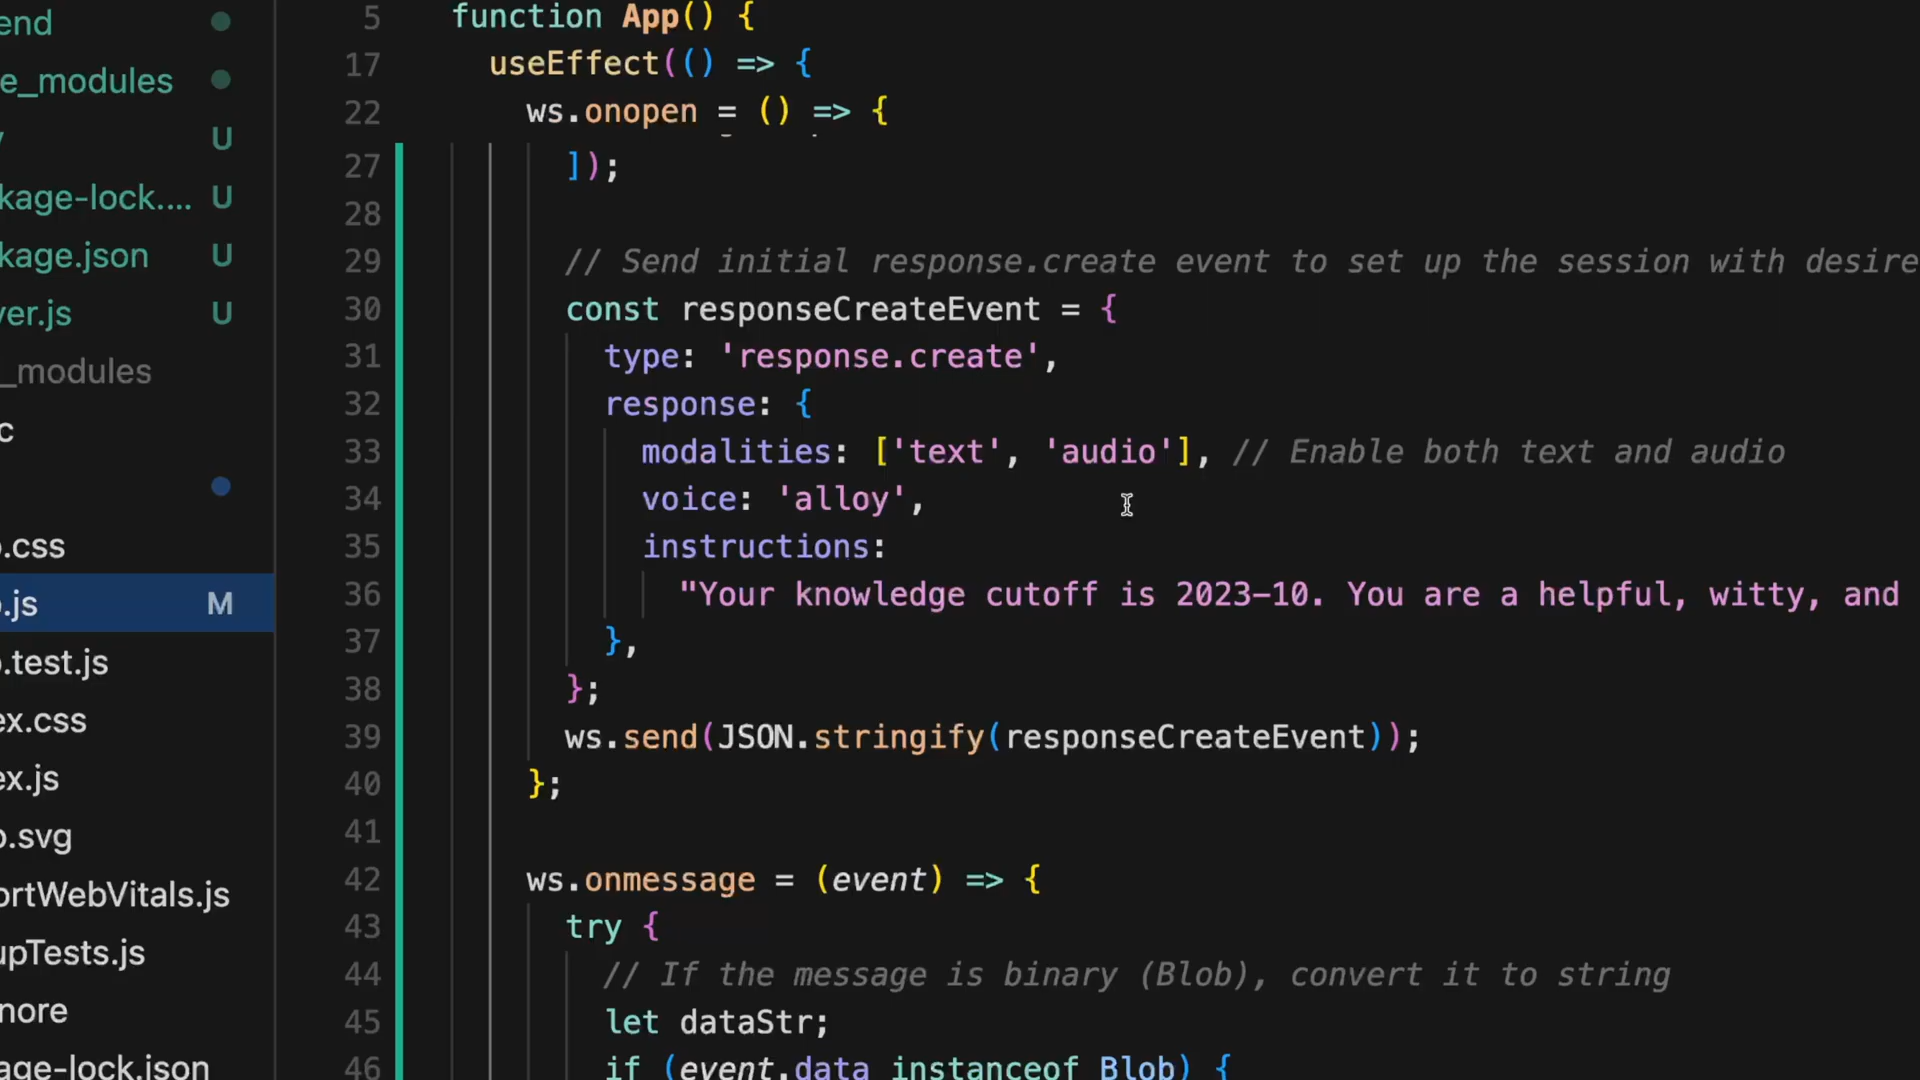 end
e_modules
U
kage-lock.... U
kage.json U
ver.js U
_modules
c
.css
.js M
.test.js
ex.css
ex.js
o.svg
ortWebVitals.js
upTests.js
nore
age-lock.json
5 function App() {
17 useEffect(() => {
22 ws.onopen = () => {
27 ]);
28
29 // Send initial response.create event to set up the session with desire
30 const responseCreateEvent = {
31 type: 'response.create',
32 response: {
33 modalities: ['text', 'audio'], // Enable both text and audio
34 voice: 'alloy',
35 instructions:
36 "Your knowledge cutoff is 2023-10. You are a helpful, witty, and
37 },
38 };
39 ws.send(JSON.stringify(responseCreateEvent));
40 };
41
42 ws.onmessage = (event) => {
43 try {
44 // If the message is binary (Blob), convert it to string
45 let dataStr;
46 if (event.data instanceof Blob) {